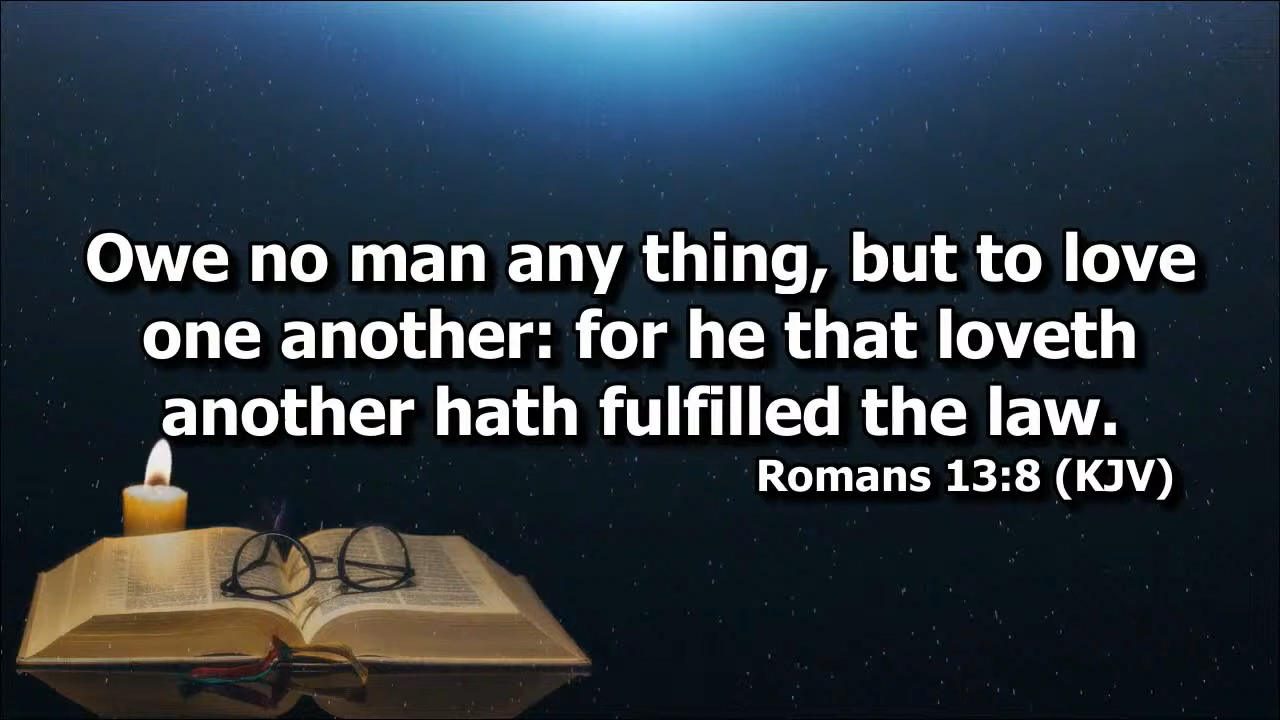 Owe no man any thing, but to love
one another: for he that loveth
another hath fulfilled the law.
Romans 13:8 (KJV)